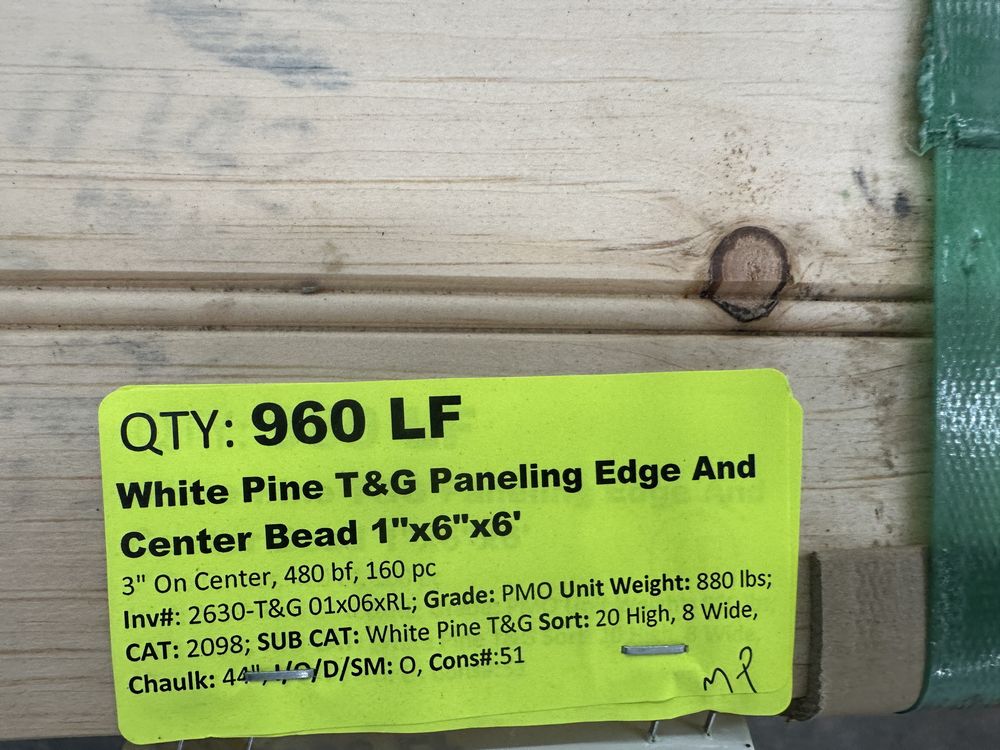 QTY: 960 LF
White Pine T&G Paneling Edge And
Center Bead 1"x6"x6'
3" On Center, 480 bf, 160 pc
Inv#: 2630-T&G 01x06xRL; Grade: PMO Unit Weight: 880 lbs;
CAT: 2098; SUB CAT: White Pine T&G Sort: 20 High, 8 Wide,
Chaulk: 44", I/O/D/SM: O, Cons#:51
MP